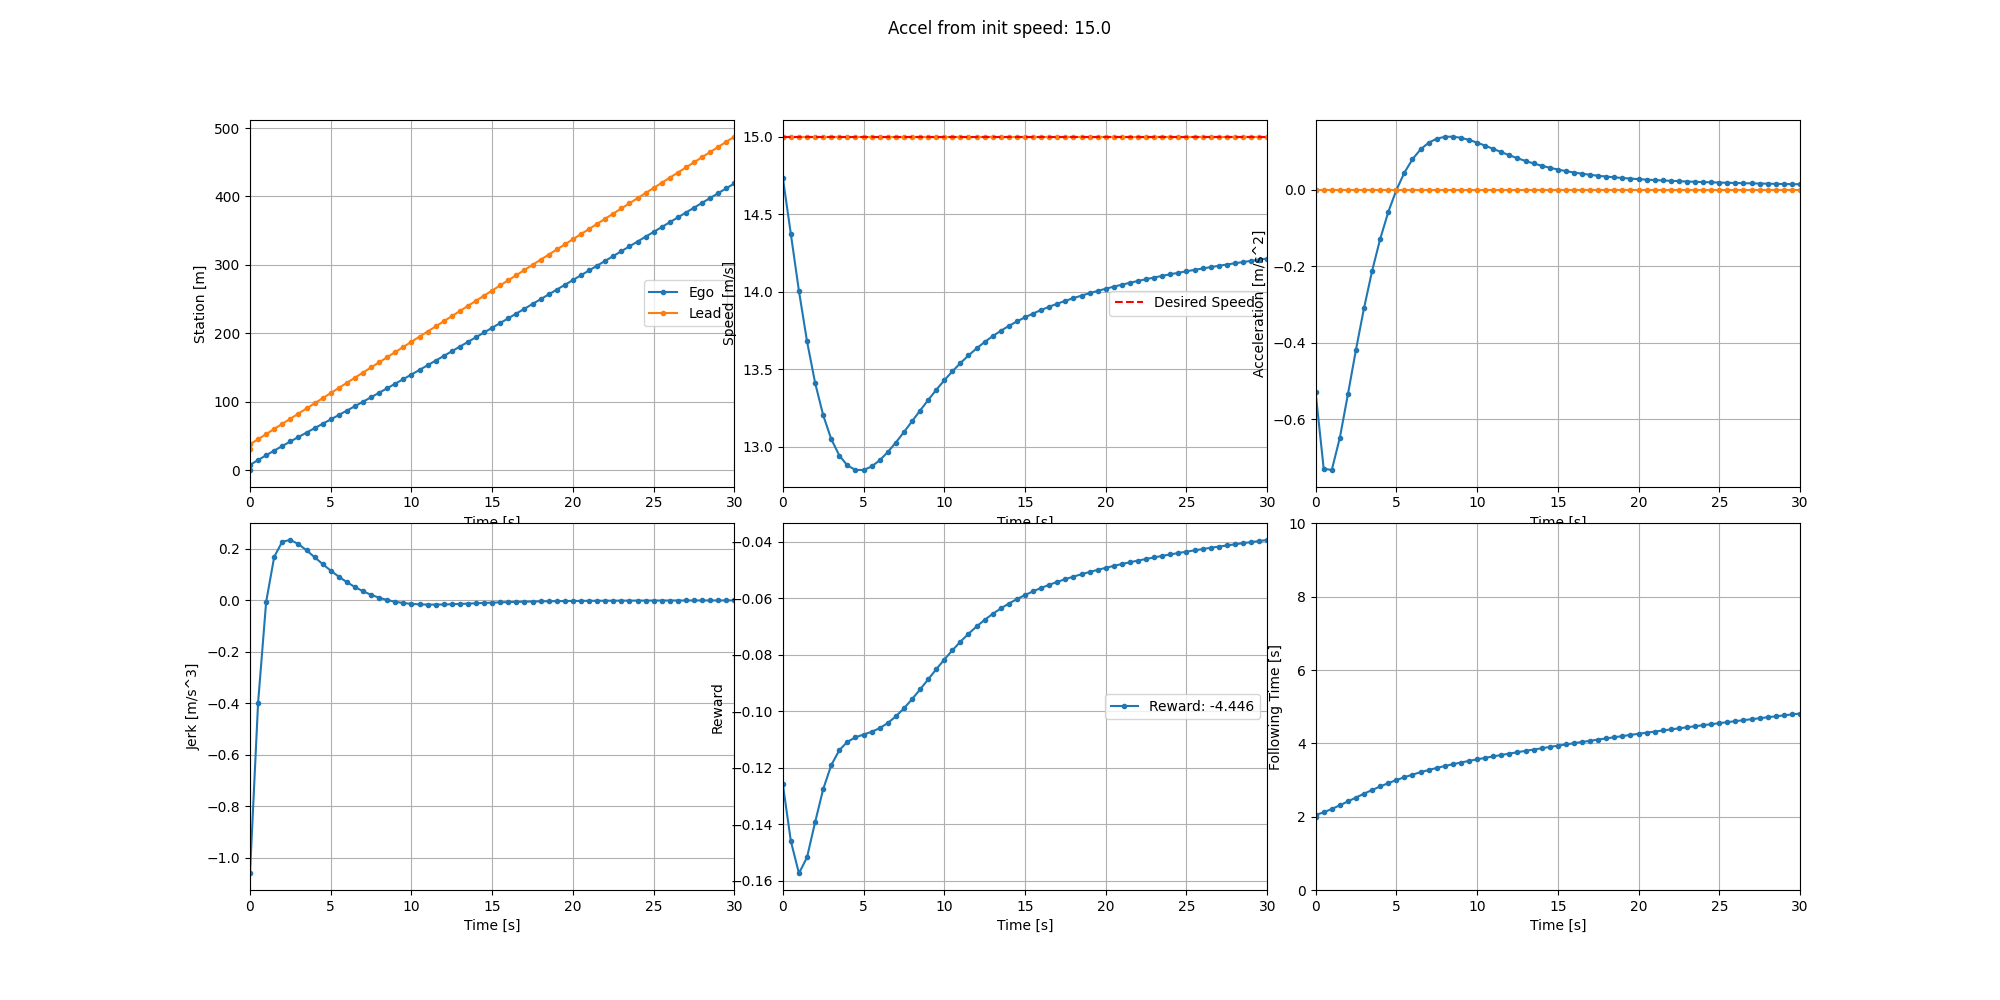 Accel from init speed: 15.0
500
400
300
200
100
0
Station [m]
0 5 10 15 20 25 30
Time [s]
Ego
Lead
15.0
14.5
14.0
13.5
13.0
Speed [m/s]
0 5 10 15 20 25 30
Time [s]
Desired Speed
0.0
−0.2
−0.4
−0.6
Acceleration [m/s^2]
0 5 10 15 20 25 30
Time [s]
0.2
0.0
−0.2
−0.4
−0.6
−0.8
−1.0
Jerk [m/s^3]
0 5 10 15 20 25 30
Time [s]
−0.04
−0.06
−0.08
−0.10
−0.12
−0.14
−0.16
Reward
0 5 10 15 20 25 30
Time [s]
Reward: -4.446
10
8
6
4
2
0
Following Time [s]
0 5 10 15 20 25 30
Time [s]